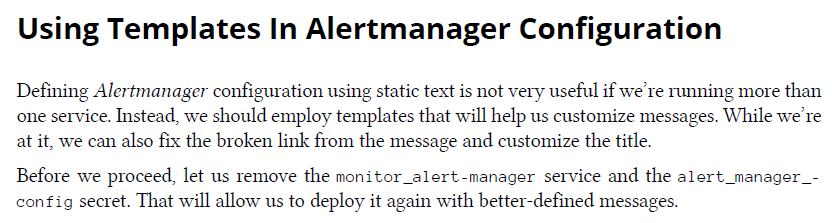 Using Templates In Alertmanager Configuration
Defining Alertmanager configuration using static text is not very useful if we’re running more than
one service. Instead, we should employ templates that will help us customize messages. While we’re
at it, we can also fix the broken link from the message and customize the title.
Before we proceed, let us remove the monitor_alert-manager service and the alert_manager_-
config secret. That will allow us to deploy it again with better-defined messages.